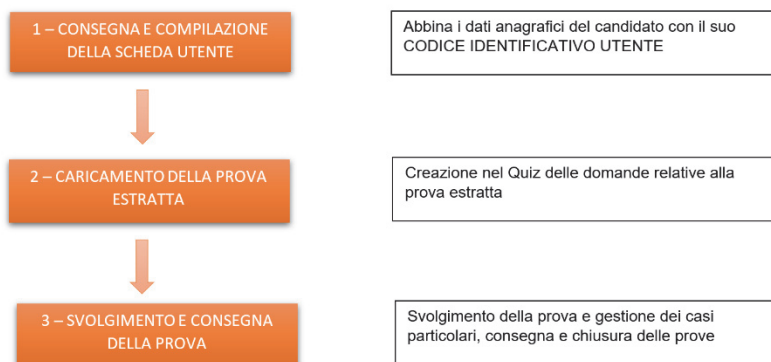 1 – CONSEGNA E COMPILAZIONE
DELLA SCHEDA UTENTE
Abbina i dati anagrafici del candidato con il suo
CODICE IDENTIFICATIVO UTENTE
2 – CARICAMENTO DELLA PROVA
ESTRATTA
Creazione nel Quiz delle domande relative alla
prova estratta
3 – SVOLGIMENTO E CONSEGNA
DELLA PROVA
Svolgimento della prova e gestione dei casi
particolari, consegna e chiusura delle prove